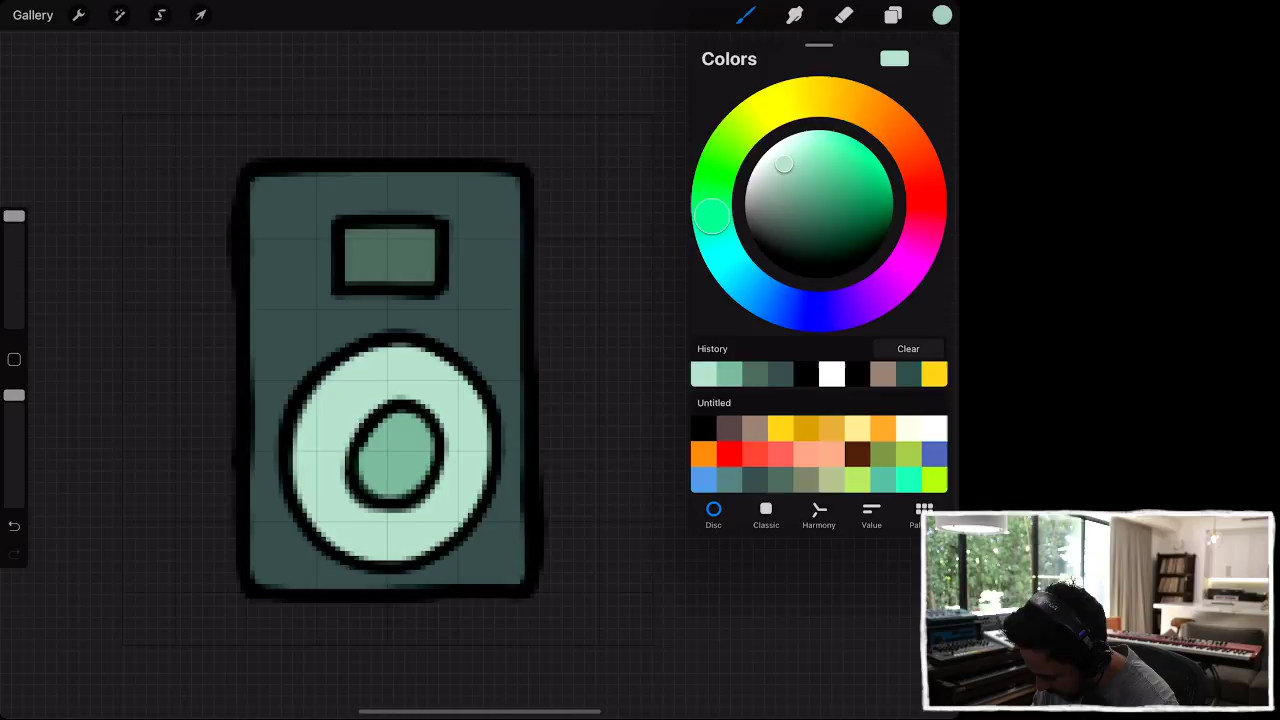 Gallery
Colors
History
Clear
Untitled
Disc
Classic
Harmony
Value